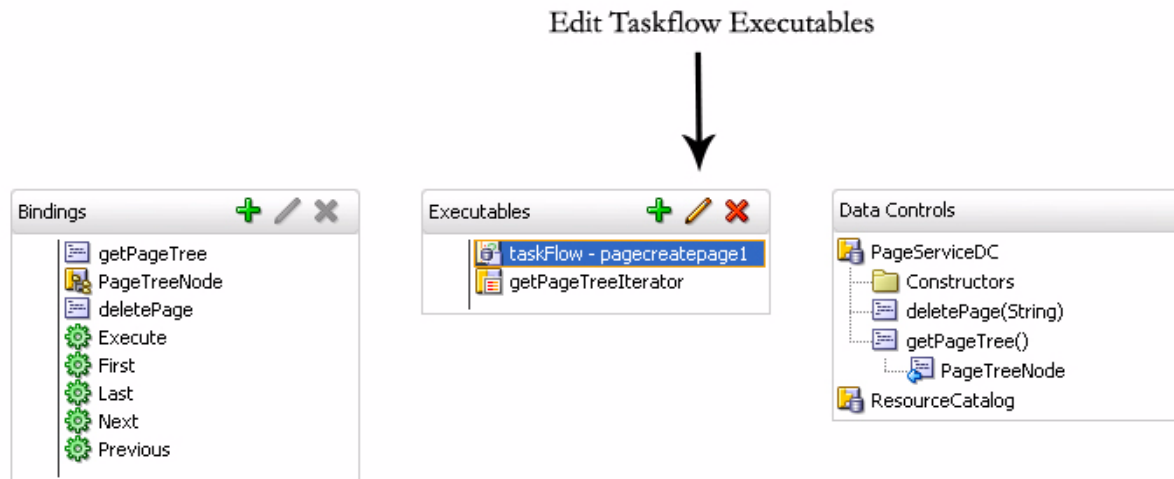 Edit Taskflow Executables
Bindings
getPageTree
PageTreeNode
deletePage
Execute
First
Last
Next
Previous
Executables
taskFlow - pagecreatepage1
getPageTreeIterator
Data Controls
PageServiceDC
Constructors
deletePage(String)
getPageTree()
PageTreeNode
ResourceCatalog